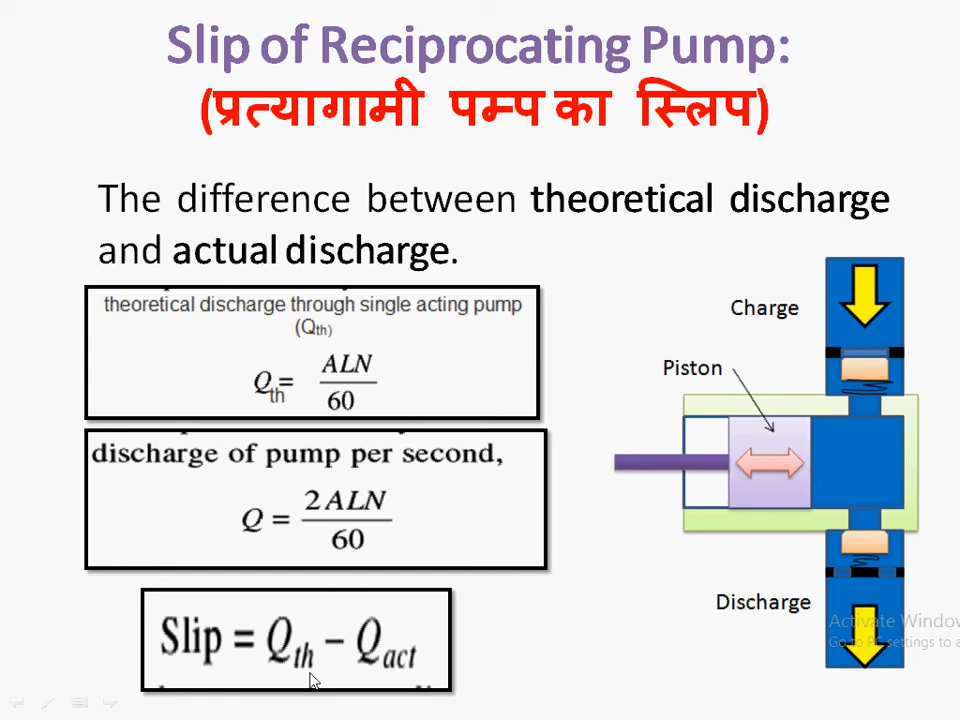 Slip of Reciprocating Pump:
(प्रत्यागामी पम्प का स्लिप)
The difference between theoretical discharge
and actual discharge.
theoretical discharge through single acting pump
(Qth)
Qth= ALN/60
discharge of pump per second,
Q = 2ALN/60
Slip = Qth − Qact
Charge
Piston
Discharge
Activate Window
Go to PC settings to a